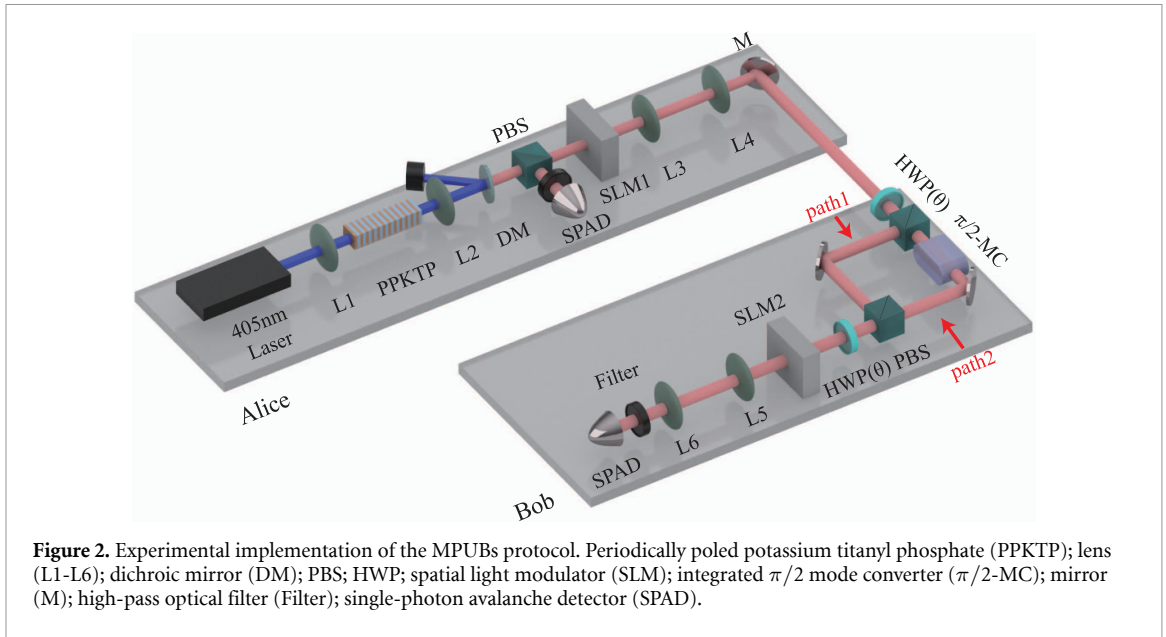 M
PBS
HWP(θ)
π/2-MC
L4
L3
SLM1
path1
SPAD
DM
L2
PPKTP
L1
405nm
Laser
SLM2
Alice
HWP(θ) PBS
path2
Filter
L5
L6
SPAD
Bob
Figure 2. Experimental implementation of the MPUBs protocol. Periodically poled potassium titanyl phosphate (PPKTP); lens
(L1-L6); dichroic mirror (DM); PBS; HWP; spatial light modulator (SLM); integrated π/2 mode converter (π/2-MC); mirror
(M); high-pass optical filter (Filter); single-photon avalanche detector (SPAD).